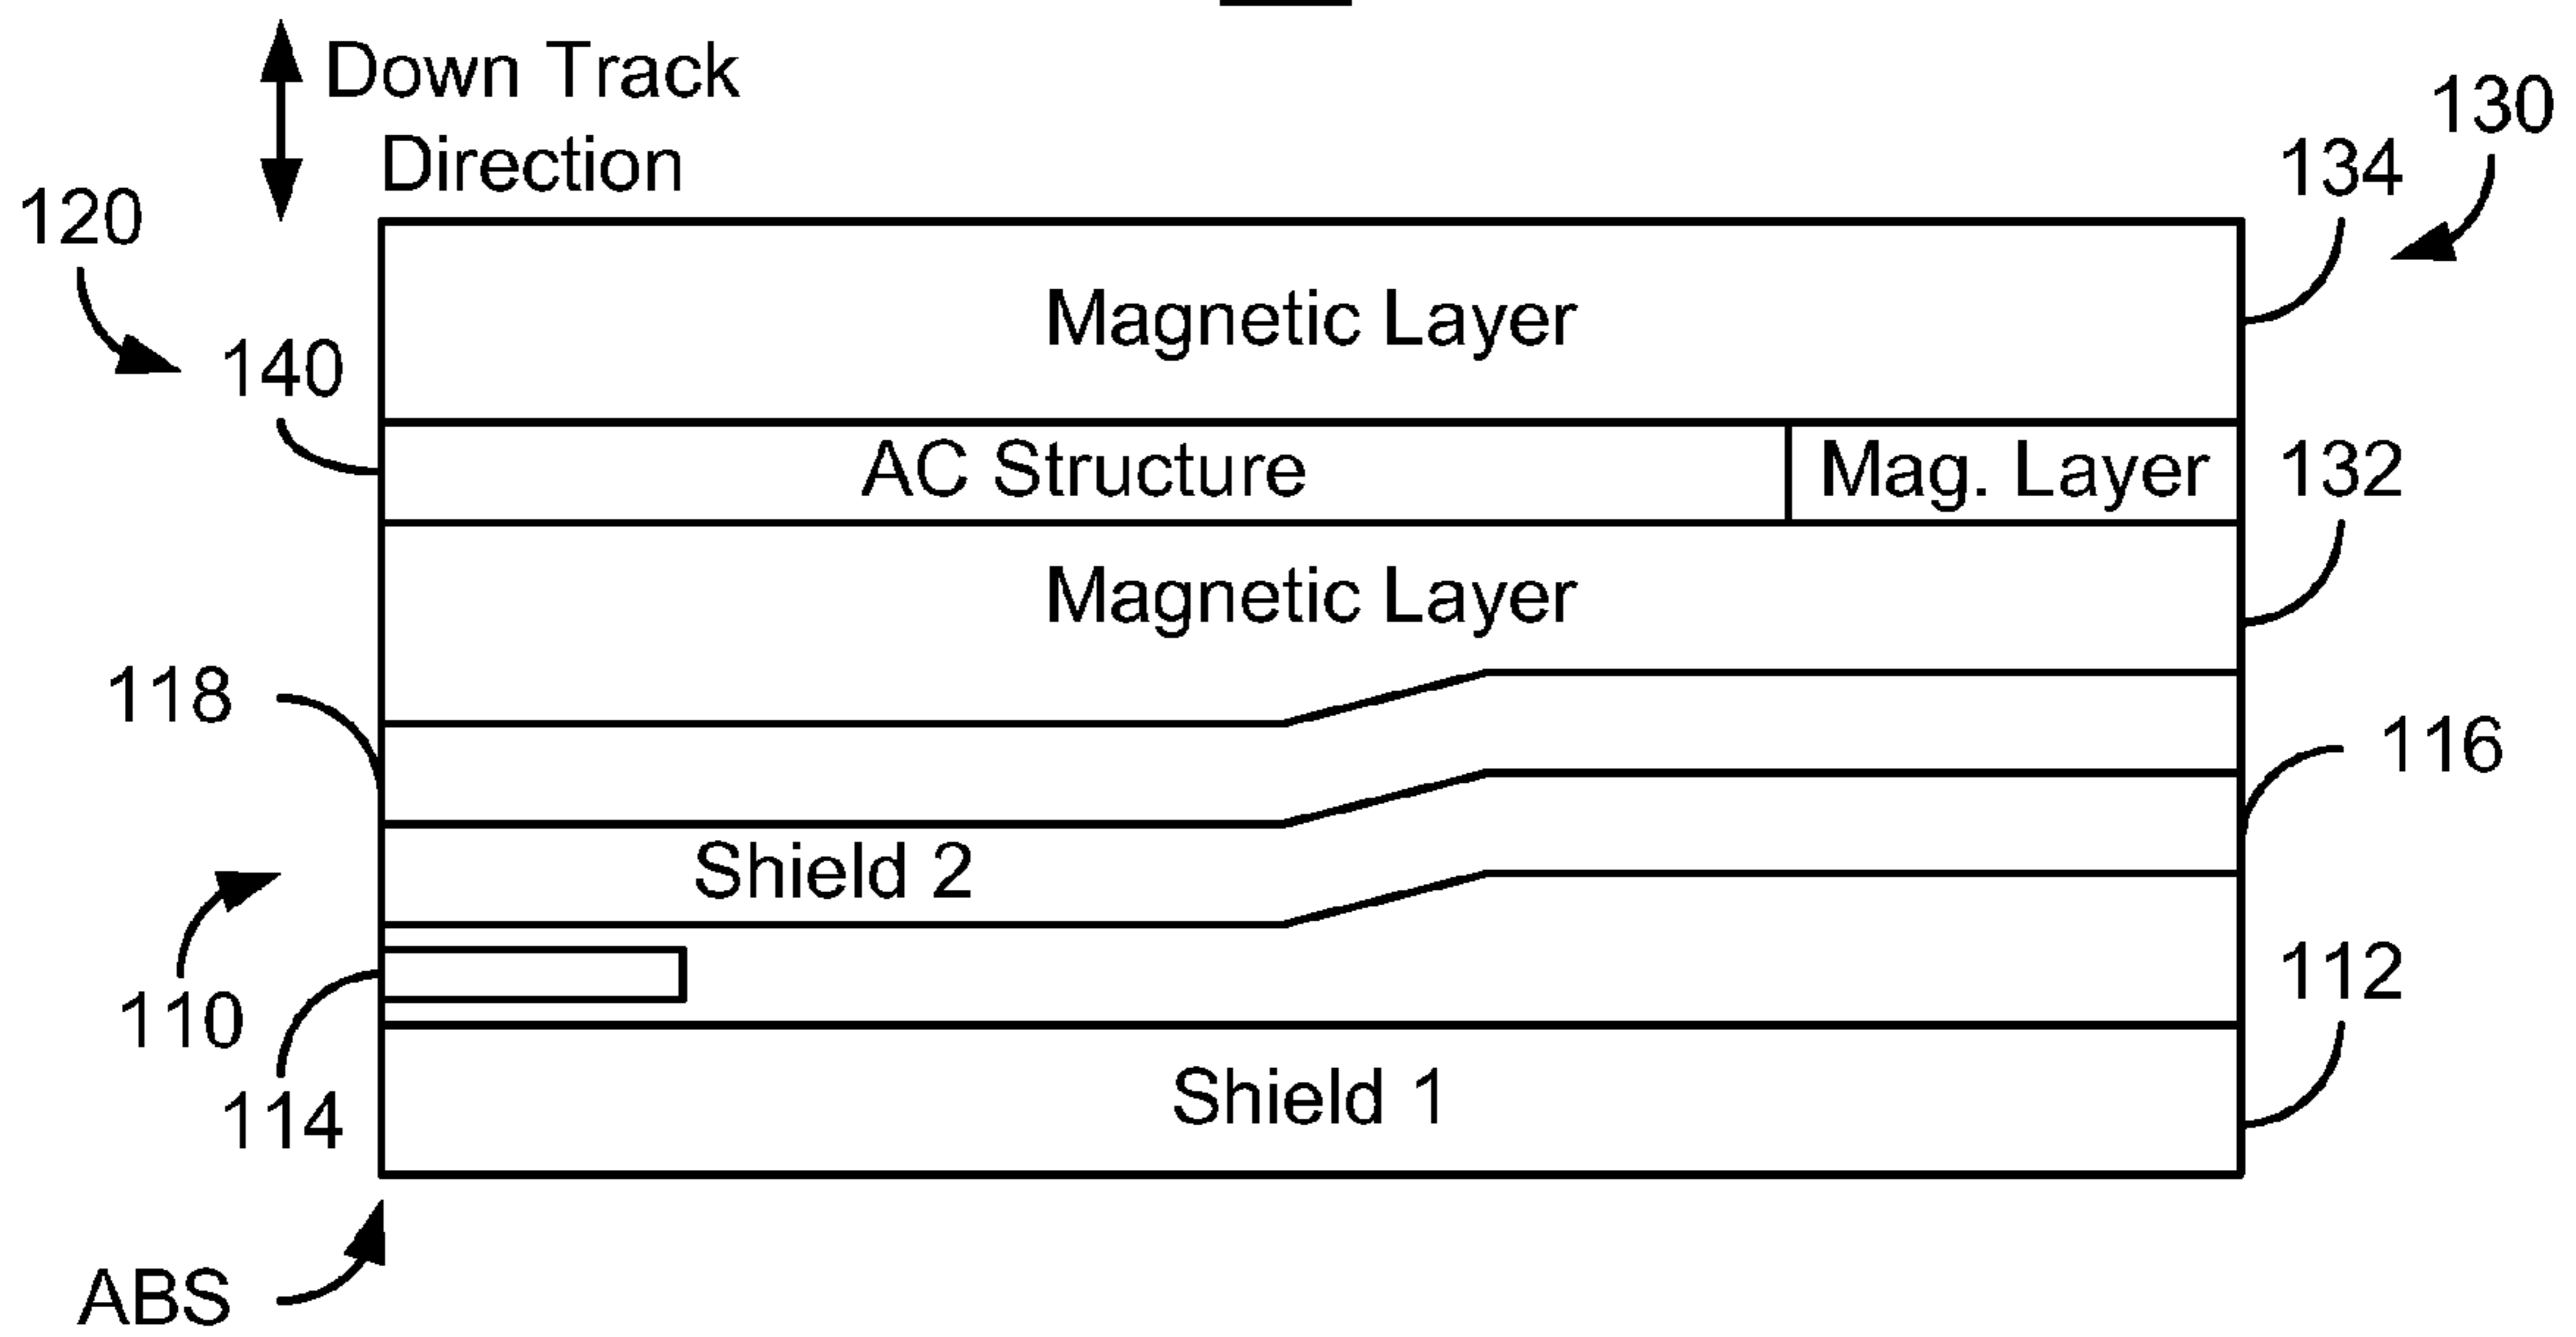 Down Track
Direction
130
134
120
Magnetic Layer
140
AC Structure
Mag. Layer
132
Magnetic Layer
118
116
Shield 2
110
112
114
Shield 1
ABS